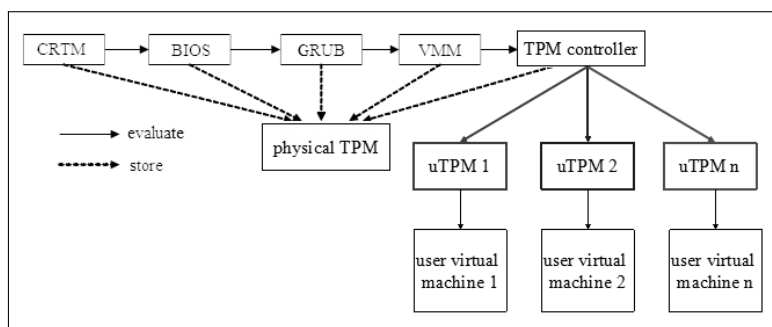 CRTM
BIOS
GRUB
VMM
TPM controller
physical TPM
evaluate
store
uTPM 1
uTPM 2
uTPM n
user virtual
machine 1
user virtual
machine 2
user virtual
machine n